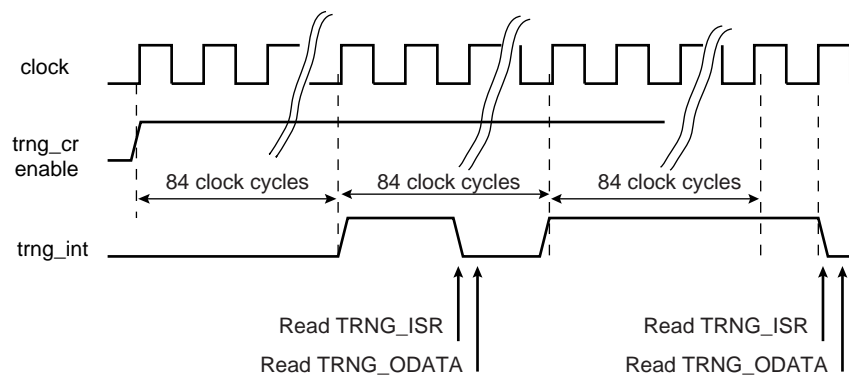 clock
trng_cr
enable
84 clock cycles
84 clock cycles
84 clock cycles
trng_int
Read TRNG_ISR
Read TRNG_ISR
Read TRNG_ODATA
Read TRNG_ODATA